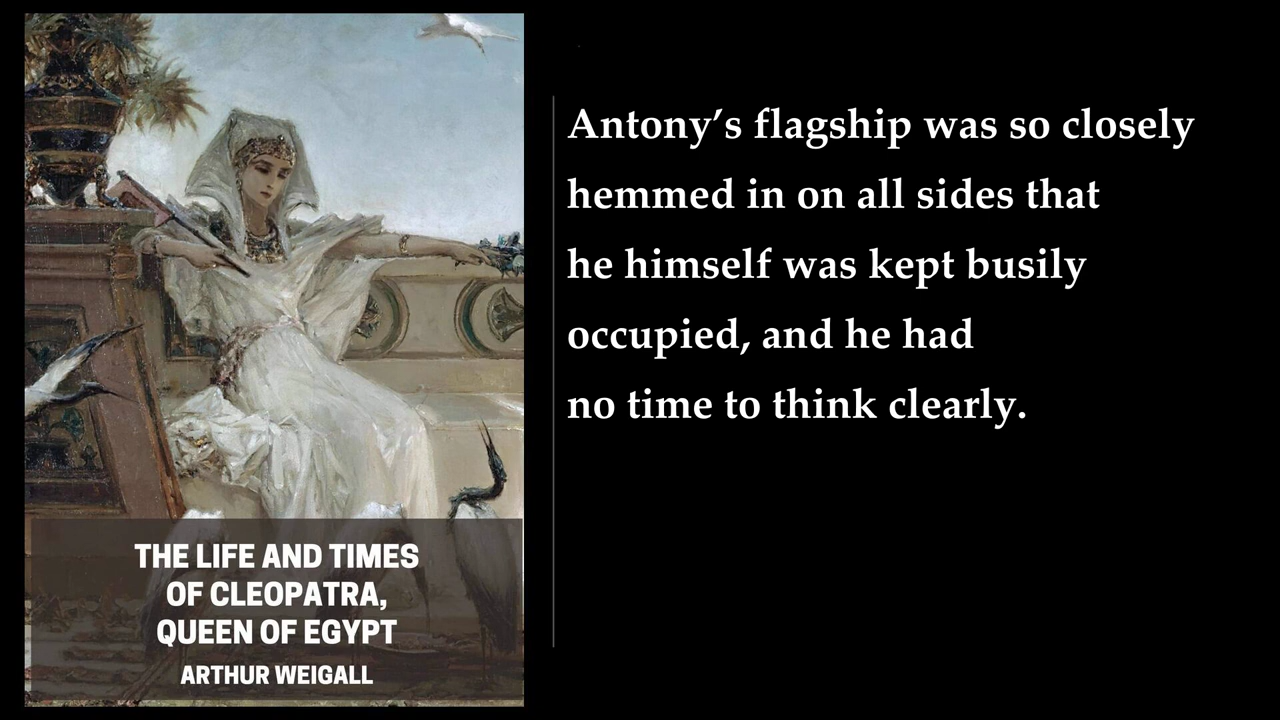 Antony’s flagship was so closely
hemmed in on all sides that
he himself was kept busily
occupied, and he had
no time to think clearly.
THE LIFE AND TIMES
OF CLEOPATRA,
QUEEN OF EGYPT
ARTHUR WEIGALL